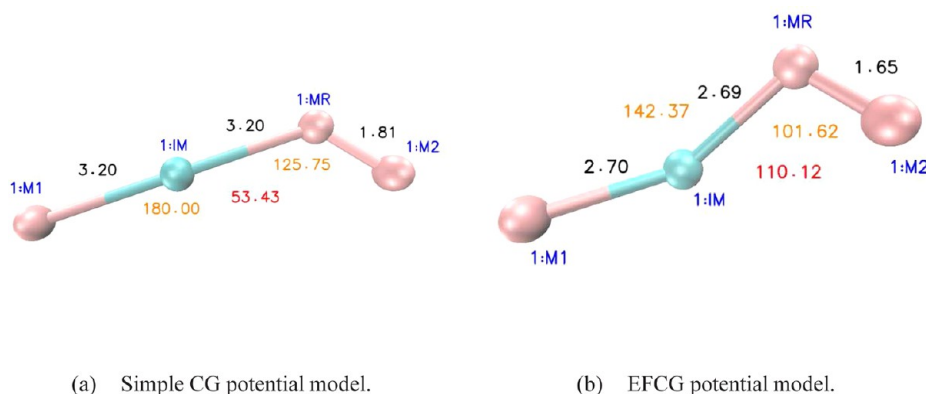 1:MR
3.20
1.81
1:IM
3.20
125.75
1:M2
1:M1
180.00
53.43
1:MR
1.65
2.69
142.37
101.62
2.70
110.12
1:M2
1:IM
1:M1
(a) Simple CG potential model.
(b) EFCG potential model.